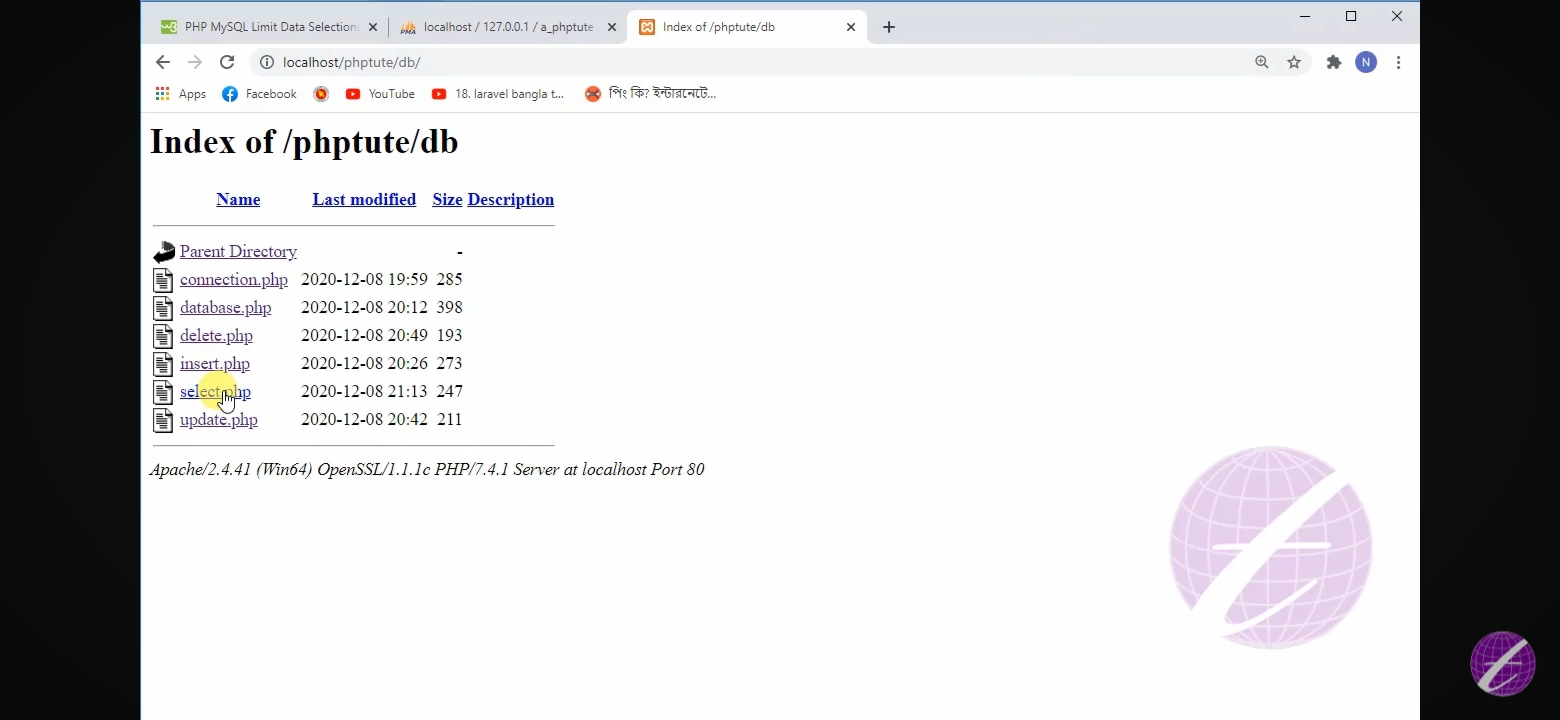 PHP MySQL Limit Data Selections
localhost / 127.0.0.1 / a_phptute
Index of /phptute/db
localhost/phptute/db/
N
Apps
Facebook
YouTube
18. laravel bangla t...
পিং কি? ইন্টারনেটে...
Index of /phptute/db
Name Last modified Size Description
Parent Directory -
connection.php 2020-12-08 19:59 285
database.php 2020-12-08 20:12 398
delete.php 2020-12-08 20:49 193
insert.php 2020-12-08 20:26 273
select.php 2020-12-08 21:13 247
update.php 2020-12-08 20:42 211
Apache/2.4.41 (Win64) OpenSSL/1.1.1c PHP/7.4.1 Server at localhost Port 80